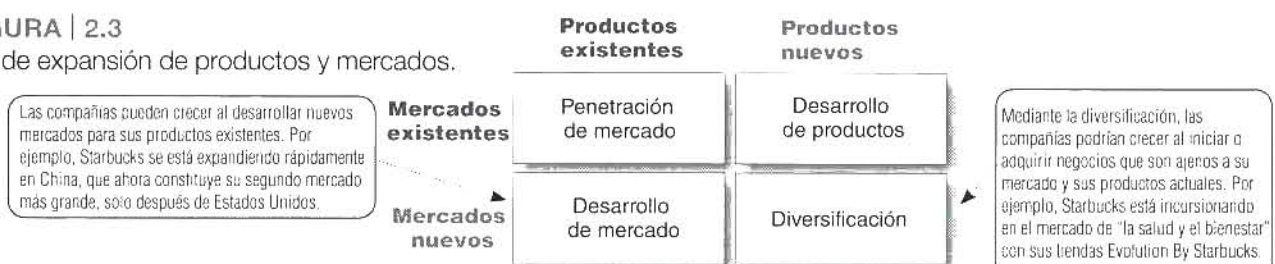 URA | 2.3
de expansión de productos y mercados.
Las compañías pueden crecer al desarrollar nuevos
mercados para sus productos existentes. Por
ejemplo, Starbucks se está expandiendo rápidamente
en China, que ahora constituye su segundo mercado
más grande, solo después de Estados Unidos.
Productos
existentes
Productos
nuevos
Mercados
existentes
Penetración
de mercado
Desarrollo
de productos
Mercados
nuevos
Desarrollo
de mercado
Diversificación
Mediante la diversificación, las
compañías podrían crecer al iniciar o
adquirir negocios que son ajenos a su
mercado y sus productos actuales. Por
ejemplo, Starbucks está incursionando
en el mercado de "la salud y el bienestar"
con sus tiendas Evolution By Starbucks.